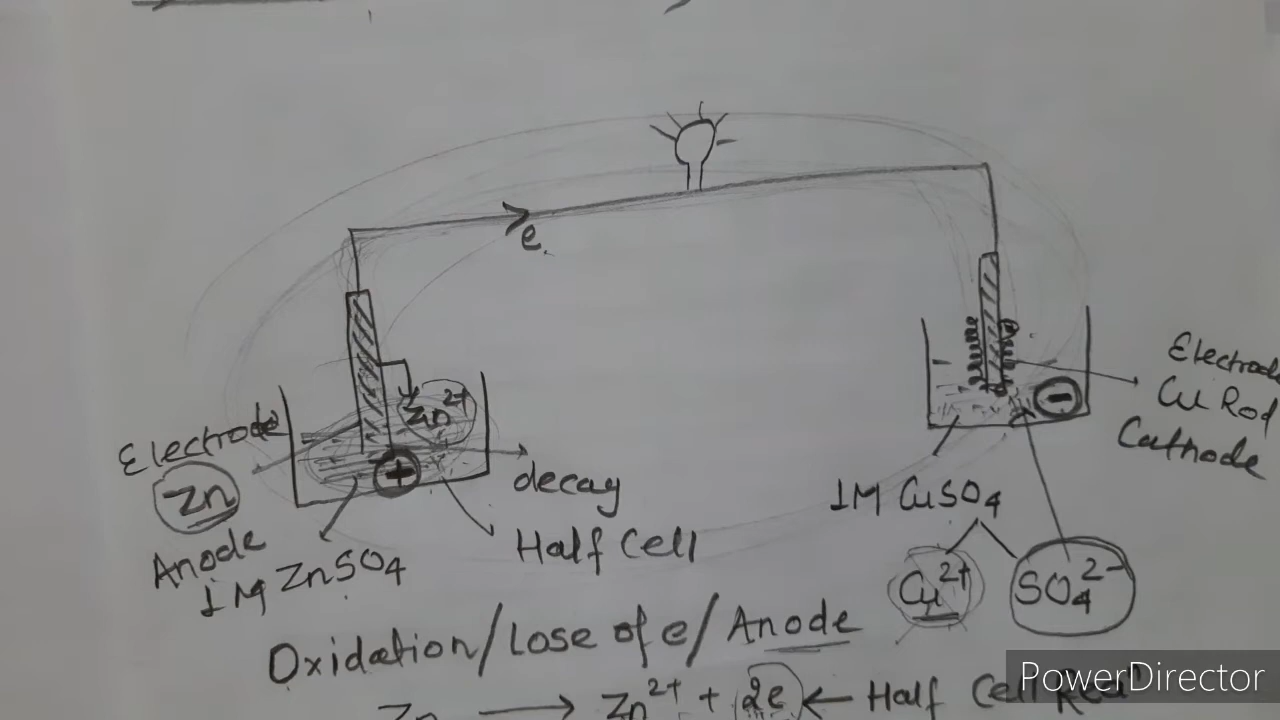 e
Zn²⁺
Electrode
Zn
Anode
1M ZnSO₄
+
decay
Half Cell
−
Electrode
Cu Rod
Cathode
1M CuSO₄
Cu²⁺ SO₄²⁻
Oxidation/Lose of e/Anode
Zn → Zn²⁺ + 2e ← Half Cell
PowerDirector